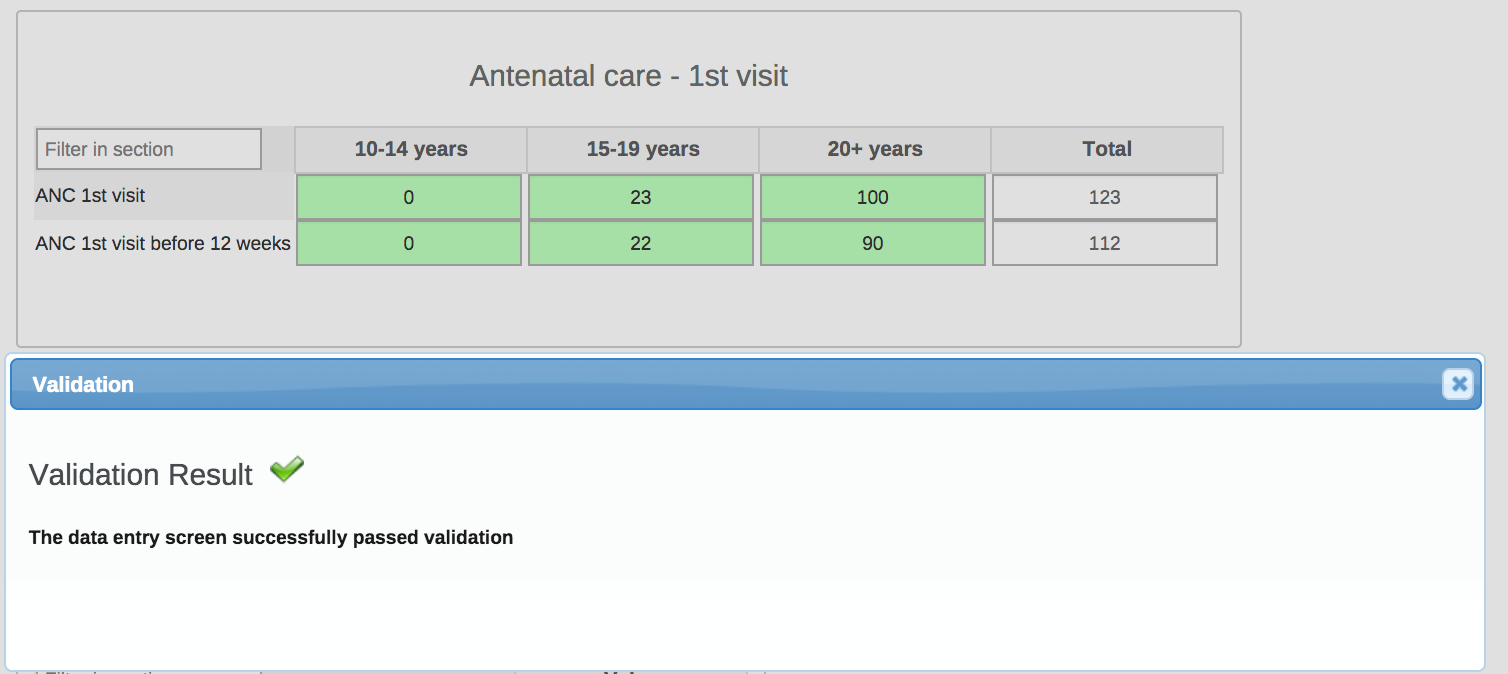 Antenatal care - 1st visit
Filter in section 10-14 years 15-19 years 20+ years Total
ANC 1st visit 0 23 100 123
ANC 1st visit before 12 weeks 0 22 90 112
Validation
Validation Result
The data entry screen successfully passed validation